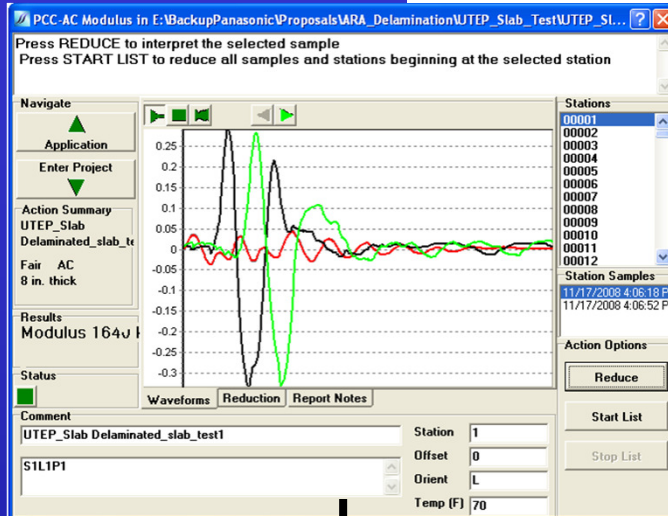 PCC-AC Modulus in E:\BackupPanasonic\Proposals\ARA_Delamination\UTEP_Slab_Test\UTEP_Sl...
Press REDUCE to interpret the selected sample
Press START LIST to reduce all samples and stations beginning at the selected station
Navigate
Application
Enter Project
Action Summary
UTEP_Slab
Delaminated_slab_te
Fair AC
8 in. thick
Results
Modulus
Status
0.25
0.2
0.15
0.1
0.05
0
-0.05
-0.1
-0.15
-0.2
-0.25
-0.3
Waveforms Reduction Report Notes
Stations
00001
00002
00003
00004
00005
00006
00007
00008
00009
00010
00011
00012
Station Samples
11/17/2008 4:06:18 P
11/17/2008 4:06:52 P
Action Options
Reduce
Start List
Stop List
Comment
UTEP_Slab Delaminated_slab_test1
S1L1P1
Station 1
Offset 0
Orient L
Temp (F) 70